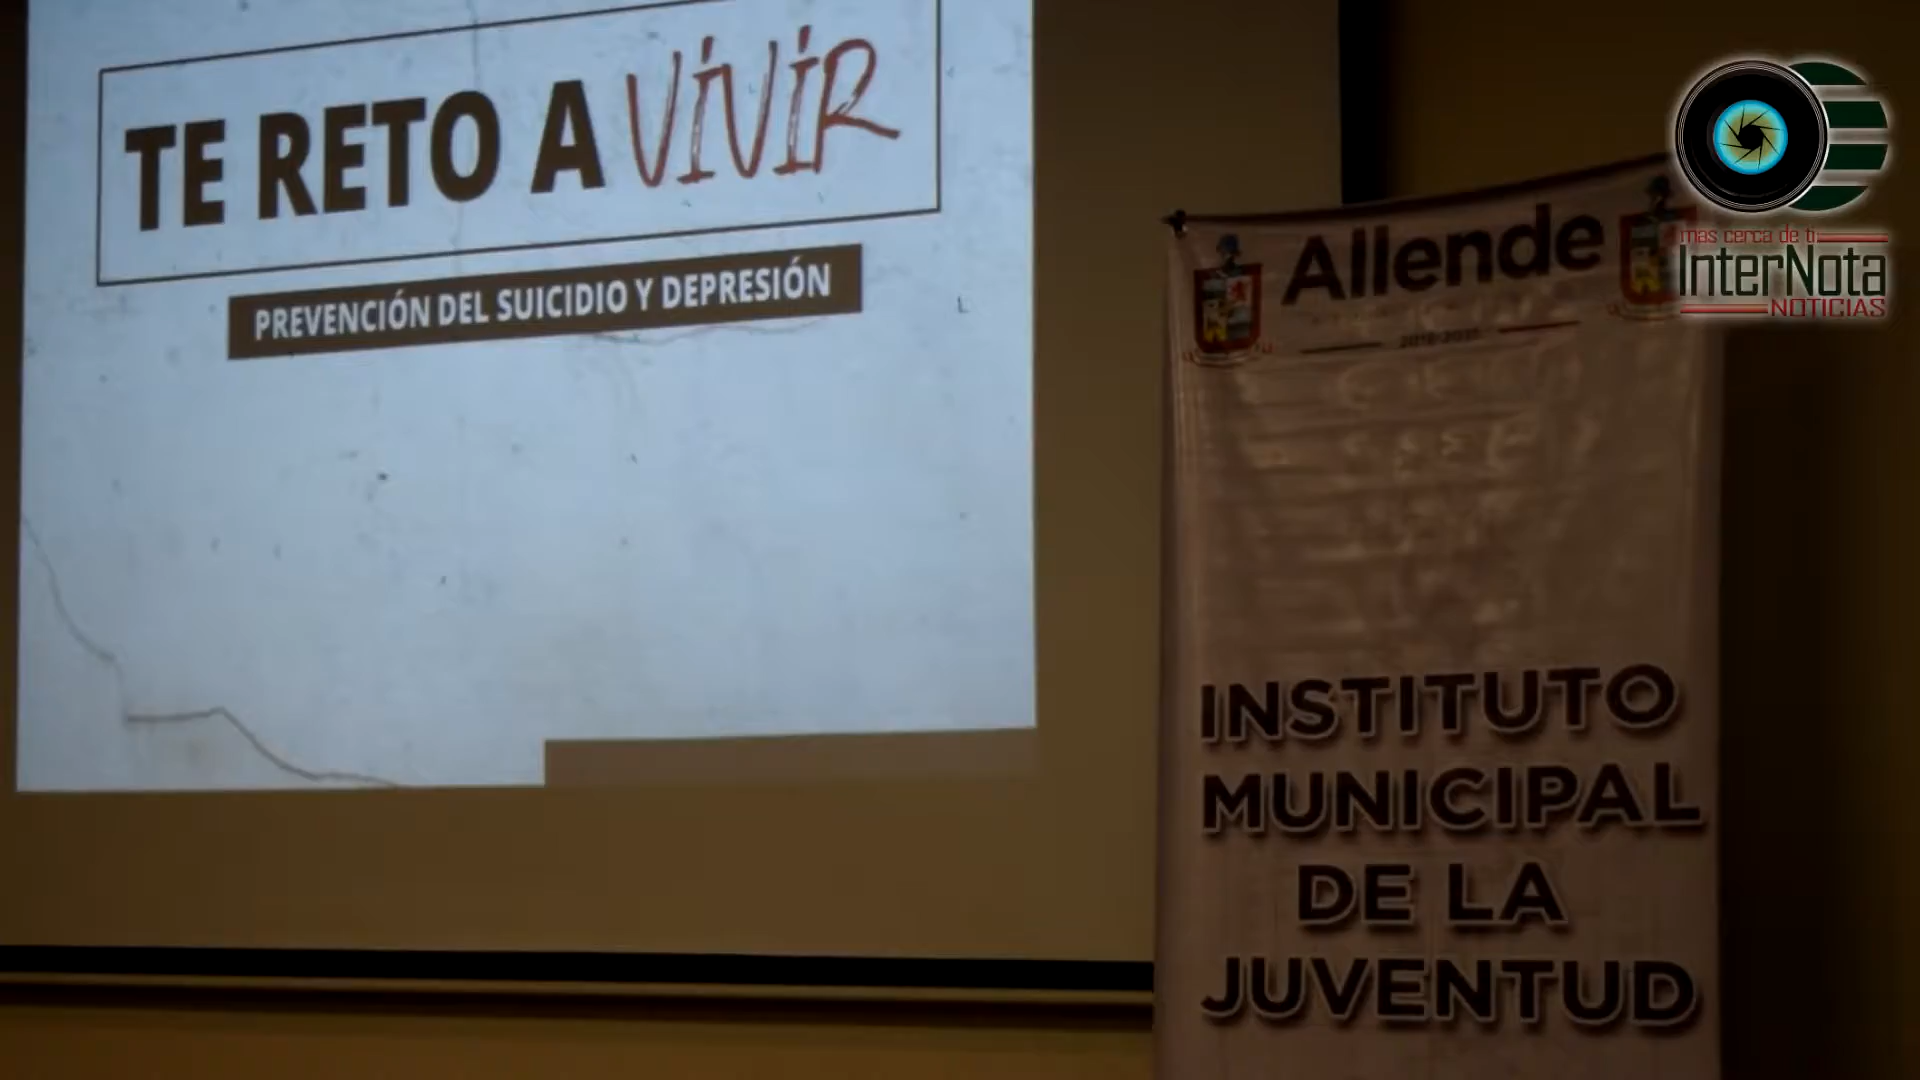 TE RETO A VIVIR
PREVENCIÓN DEL SUICIDIO Y DEPRESIÓN
Allende
INSTITUTO
MUNICIPAL
DE LA
JUVENTUD
mas cerca de ti
InterNota
NOTICIAS